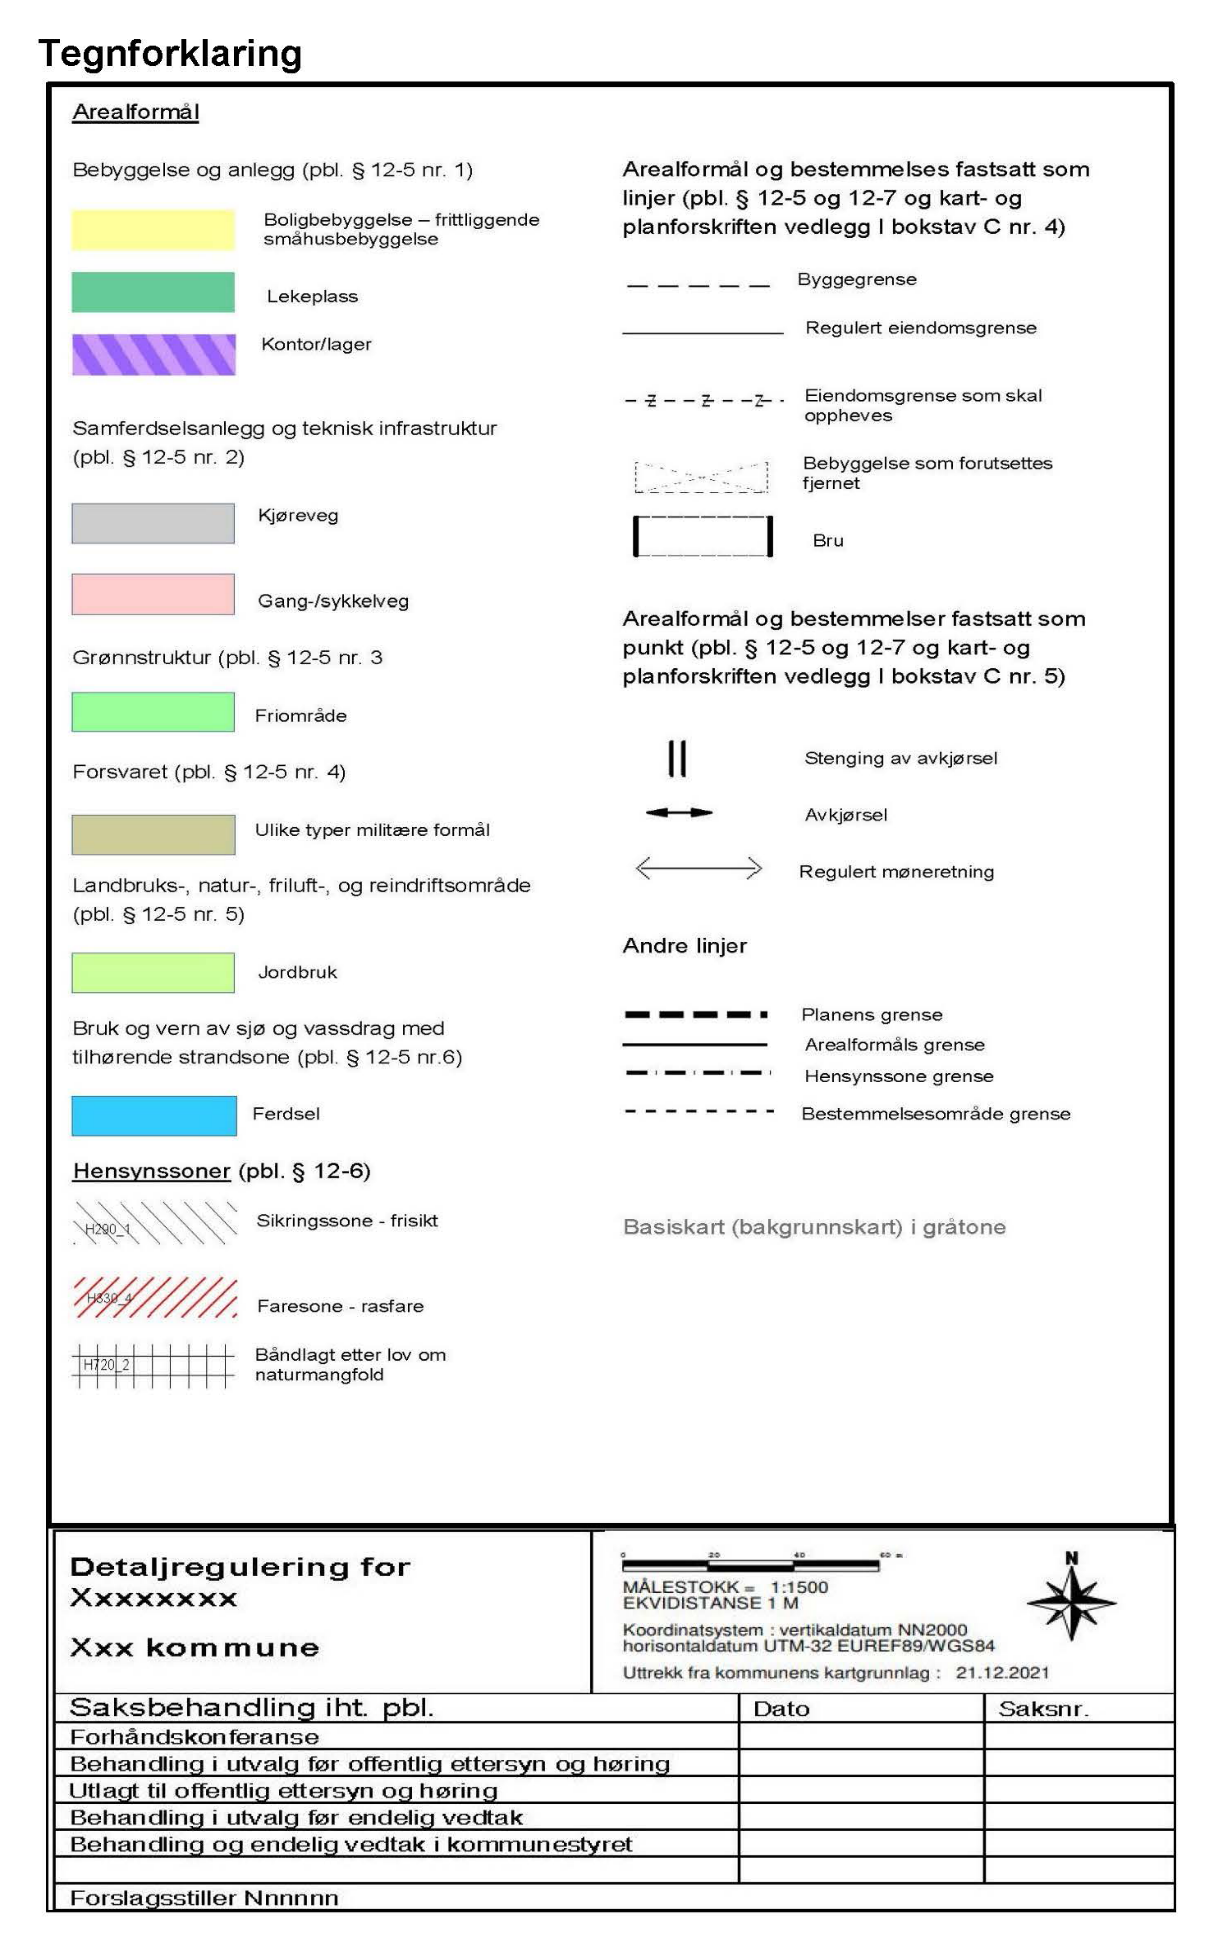 Tegnforklaring
Arealformål
Bebyggelse og anlegg (pbl. § 12-5 nr. 1)
Boligbebyggelse – frittliggende
småhusbebyggelse
Lekeplass
Kontor/lager
Samferdselsanlegg og teknisk infrastruktur
(pbl. § 12-5 nr. 2)
Kjøreveg
Gang-/sykkelveg
Grønnstruktur (pbl. § 12-5 nr. 3
Friområde
Forsvaret (pbl. § 12-5 nr. 4)
Ulike typer militære formål
Landbruks-, natur-, friluft-, og reindriftsområde
(pbl. § 12-5 nr. 5)
Jordbruk
Bruk og vern av sjø og vassdrag med
tilhørende strandsone (pbl. § 12-5 nr.6)
Ferdsel
Hensynssoner (pbl. § 12-6)
H290_1
Sikringssone - frisikt
H330_4
Faresone - rasfare
H720_2
Båndlagt etter lov om
naturmangfold
Arealformål og bestemmelses fastsatt som
linjer (pbl. § 12-5 og 12-7 og kart- og
planforskriften vedlegg I bokstav C nr. 4)
Byggegrense
Regulert eiendomsgrense
Eiendomsgrense som skal
oppheves
Bebyggelse som forutsettes
fjernet
Bru
Arealformål og bestemmelser fastsatt som
punkt (pbl. § 12-5 og 12-7 og kart- og
planforskriften vedlegg I bokstav C nr. 5)
Stenging av avkjørsel
Avkjørsel
Regulert møneretning
Andre linjer
Planens grense
Arealformåls grense
Hensynssone grense
Bestemmelsesområde grense
Basiskart (bakgrunnskart) i gråtone
Detaljregulering for
Xxxxxxxx
Xxx kommune
0 20 40 60 m
MÅLESTOKK = 1:1500
EKVIDISTANSE 1 M
Koordinatsystem : vertikaldatum NN2000
horisontaldatum UTM-32 EUREF89/WGS84
Uttrekk fra kommunens kartgrunnlag : 21.12.2021
N
Saksbehandling iht. pbl. Dato Saksnr.
Forhåndskonferanse
Behandling i utvalg før offentlig ettersyn og høring
Utlagt til offentlig ettersyn og høring
Behandling i utvalg før endelig vedtak
Behandling og endelig vedtak i kommunestyret
Forslagsstiller Nnnnnn